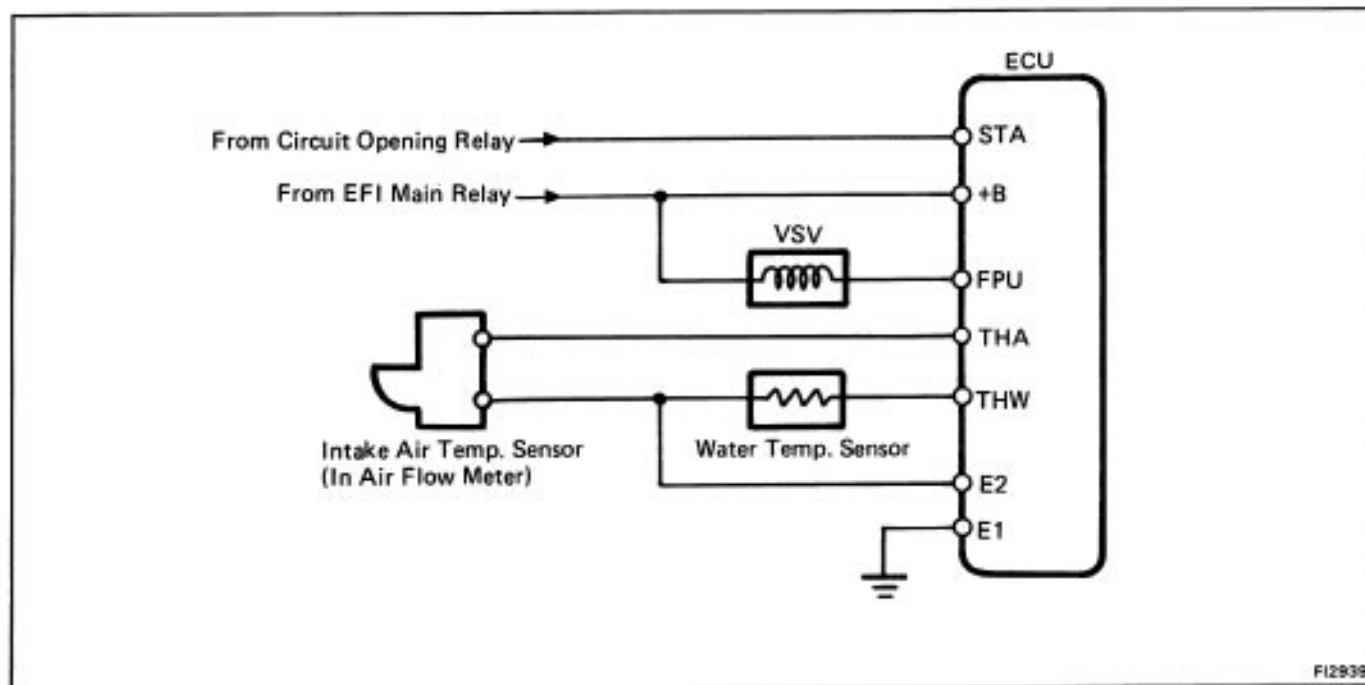 ECU
From Circuit Opening Relay
STA
From EFI Main Relay
+B
VSV
FPU
THA
THW
Intake Air Temp. Sensor
(In Air Flow Meter)
Water Temp. Sensor
E2
E1
FI2939